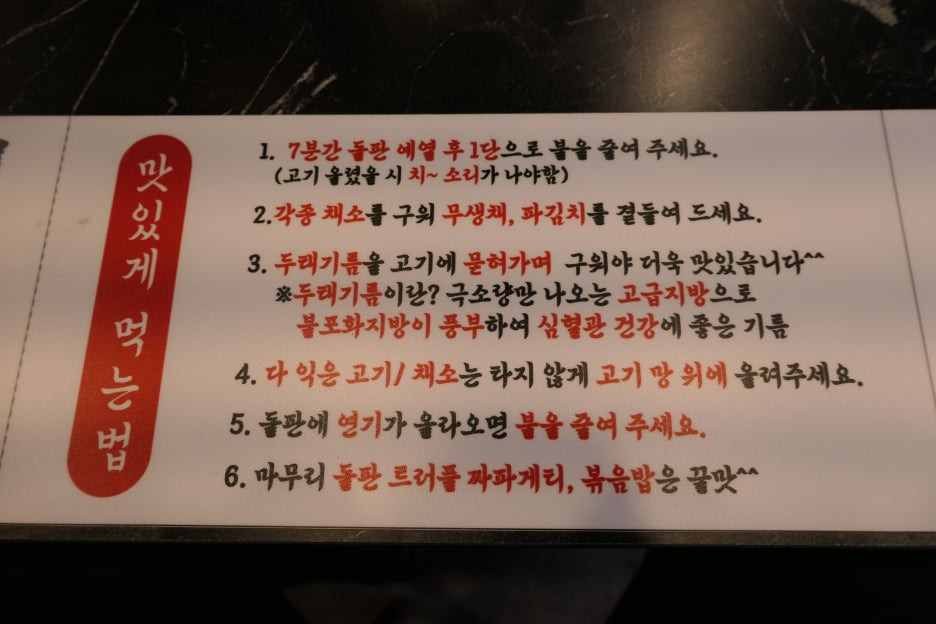 맛있게 먹는법
1. 7분간 돌판 예열 후 1단으로 불을 줄여 주세요.
(고기 올렸을 시 치~ 소리가 나야함)
2. 각종 채소를 구워 무생채, 파김치를 곁들여 드세요.
3. 두태기름을 고기에 묻혀가며 구워야 더욱 맛있습니다^^
※두태기름이란? 극소량만 나오는 고급지방으로
불포화지방이 풍부하여 심혈관 건강에 좋은 기름
4. 다 익은 고기/ 채소는 타지 않게 고기 망 위에 올려주세요.
5. 돌판에 연기가 올라오면 불을 줄여 주세요.
6. 마무리 돌판 트러플 짜파게티, 볶음밥은 꿀맛^^